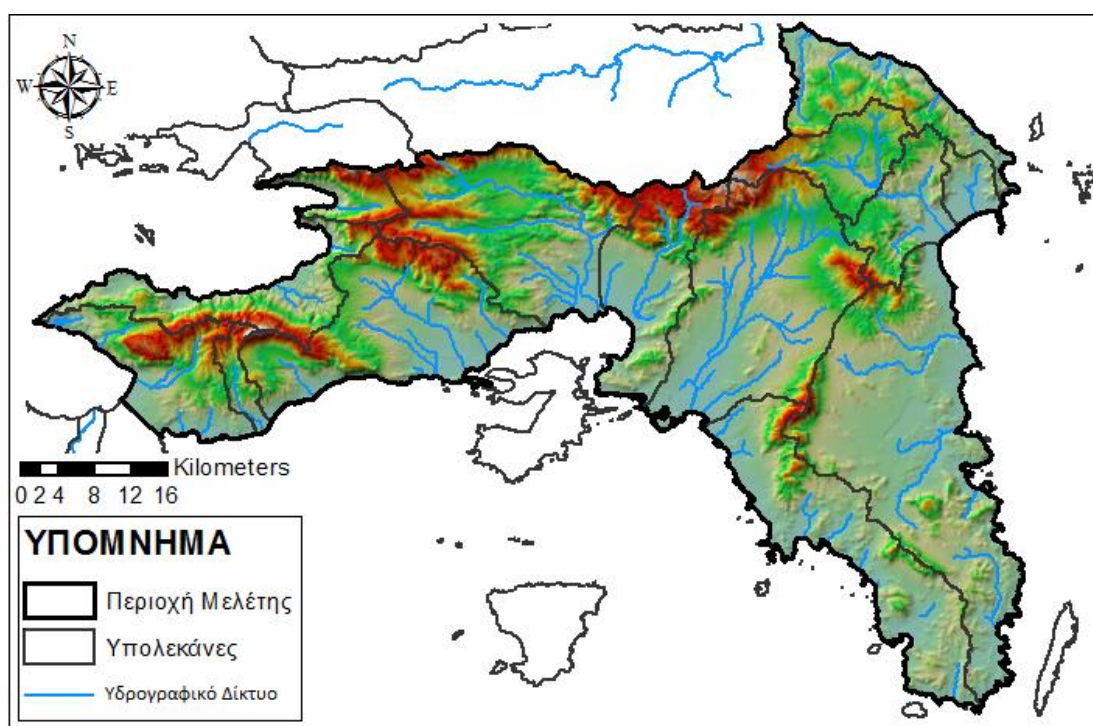 N
W E
S
Kilometers
0 2 4 8 12 16
ΥΠΟΜΝΗΜΑ
Περιοχή Μελέτης
Υπολεκάνες
Υδρογραφικό Δίκτυο